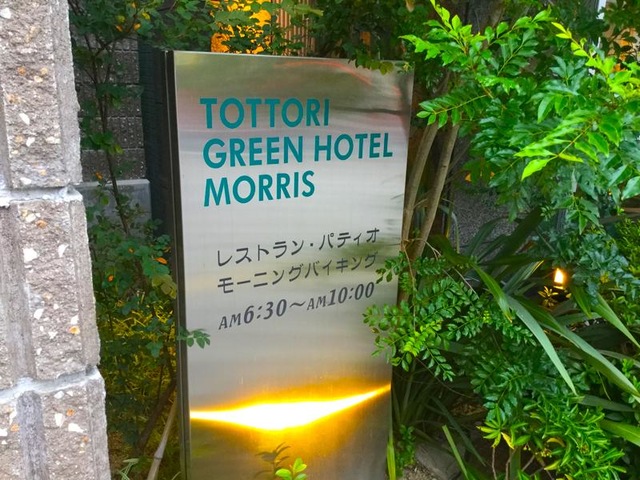 TOTTORI
GREEN HOTEL
MORRIS
レストラン・パティオ
モーニングバイキング
AM6:30～AM10:00